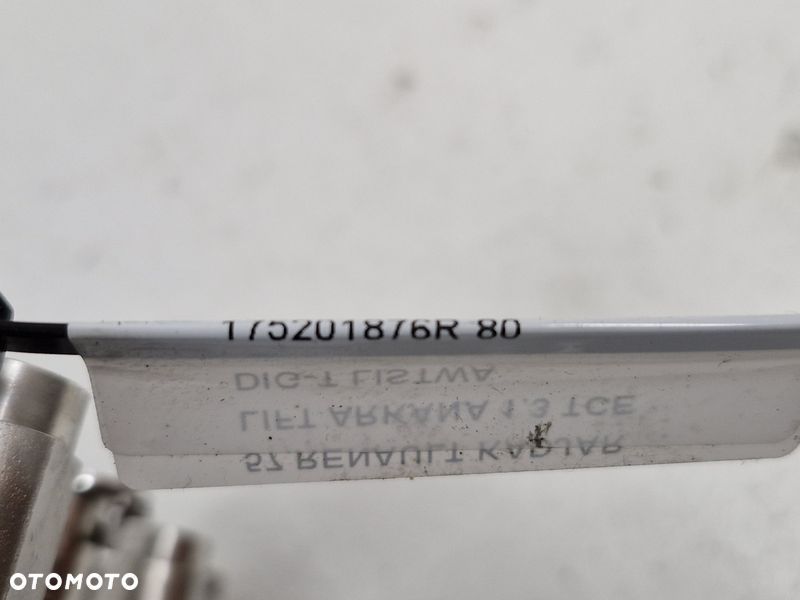 175201876R 80
DIG-T LISTWA
LIFT ARKANA 1.3 TCE
57 RENAULT KADJAR
OTOMOTO